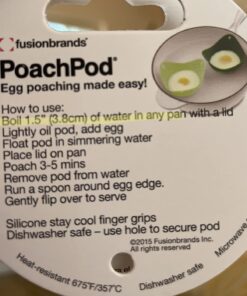 fusionbrands®
PoachPod®
Egg poaching made easy!
How to use:
Boil 1.5" (3.8cm) of water in any pan with a lid
Lightly oil pod, add egg
Float pod in simmering water
Place lid on pan
Poach 3–5 mins
Remove pod from water
Run a spoon around egg edge.
Gently flip over to serve
Silicone stay cool finger grips
Dishwasher safe – use hole to secure pod
©2015 Fusionbrands Inc.
All rights reserved
Heat-resistant 675°F/357°C
Dishwasher safe
Microwave